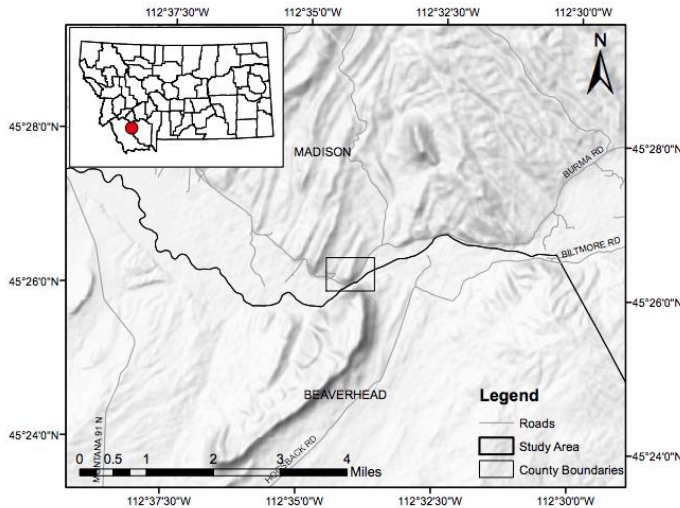 112°37'30"W 112°35'0"W 112°32'30"W 112°30'0"W
N
45°28'0"N
45°28'0"N
MADISON
BURMA RD
BILTMORE RD
45°26'0"N
45°26'0"N
BEAVERHEAD
Legend
Roads
Study Area
County Boundaries
MONTANA 91 N
HOGSBACK RD
45°24'0"N
45°24'0"N
0 0.5 1 2 3 4
Miles
112°37'30"W 112°35'0"W 112°32'30"W 112°30'0"W